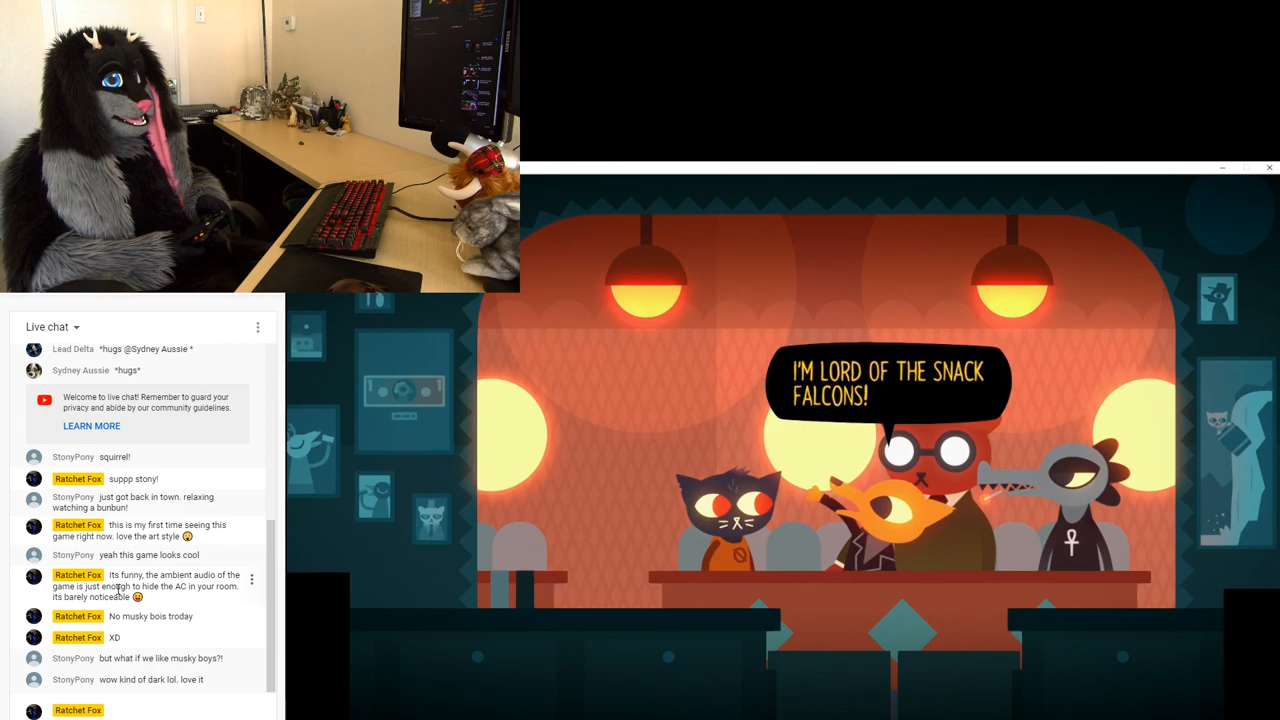 Live chat
Lead Delta *hugs @Sydney Aussie *
Sydney Aussie *hugs*
Welcome to live chat! Remember to guard your
privacy and abide by our community guidelines.
LEARN MORE
StonyPony squirrel!
Ratchet Fox suppp stony!
StonyPony just got back in town. relaxing
watching a bunbun!
Ratchet Fox this is my first time seeing this
game right now. love the art style
StonyPony yeah this game looks cool
Ratchet Fox Its funny, the ambient audio of the
game is just enough to hide the AC in your room.
its barely noticeable
Ratchet Fox No musky bois troday
Ratchet Fox XD
StonyPony but what if we like musky boys?!
StonyPony wow kind of dark lol. love it
Ratchet Fox
I'M LORD OF THE SNACK
FALCONS!